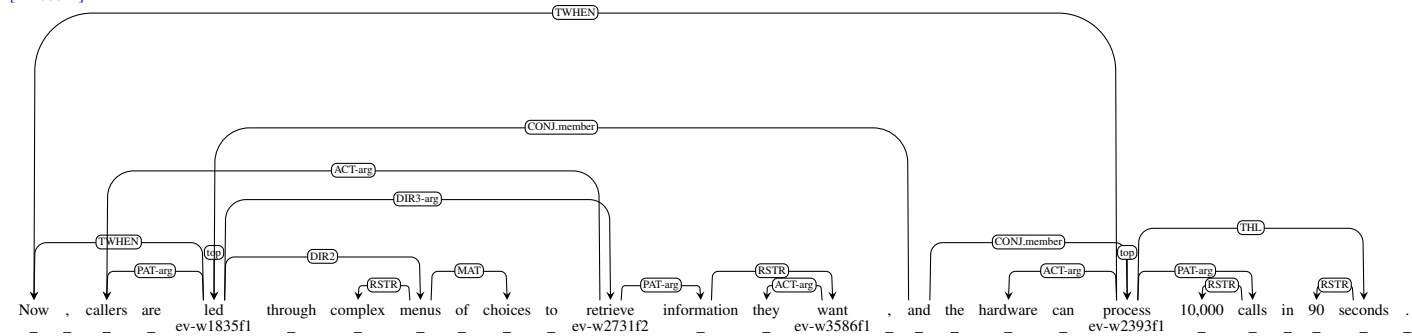 TWHEN
CONJ.member
ACT-arg
DIR3-arg
THL
TWHEN
CONJ.member
top
top
DIR2
PAT-arg
MAT
RSTR
ACT-arg
PAT-arg
RSTR
PAT-arg
ACT-arg
RSTR
RSTR
Now , callers are led through complex menus of choices to retrieve information they want , and the hardware can process 10,000 calls in 90 seconds .
_ _ _ _ ev-w1835f1 _ _ _ _ _ _ ev-w2731f2 _ _ ev-w3586f1 _ _ _ _ _ ev-w2393f1 _ _ _ _ _ _